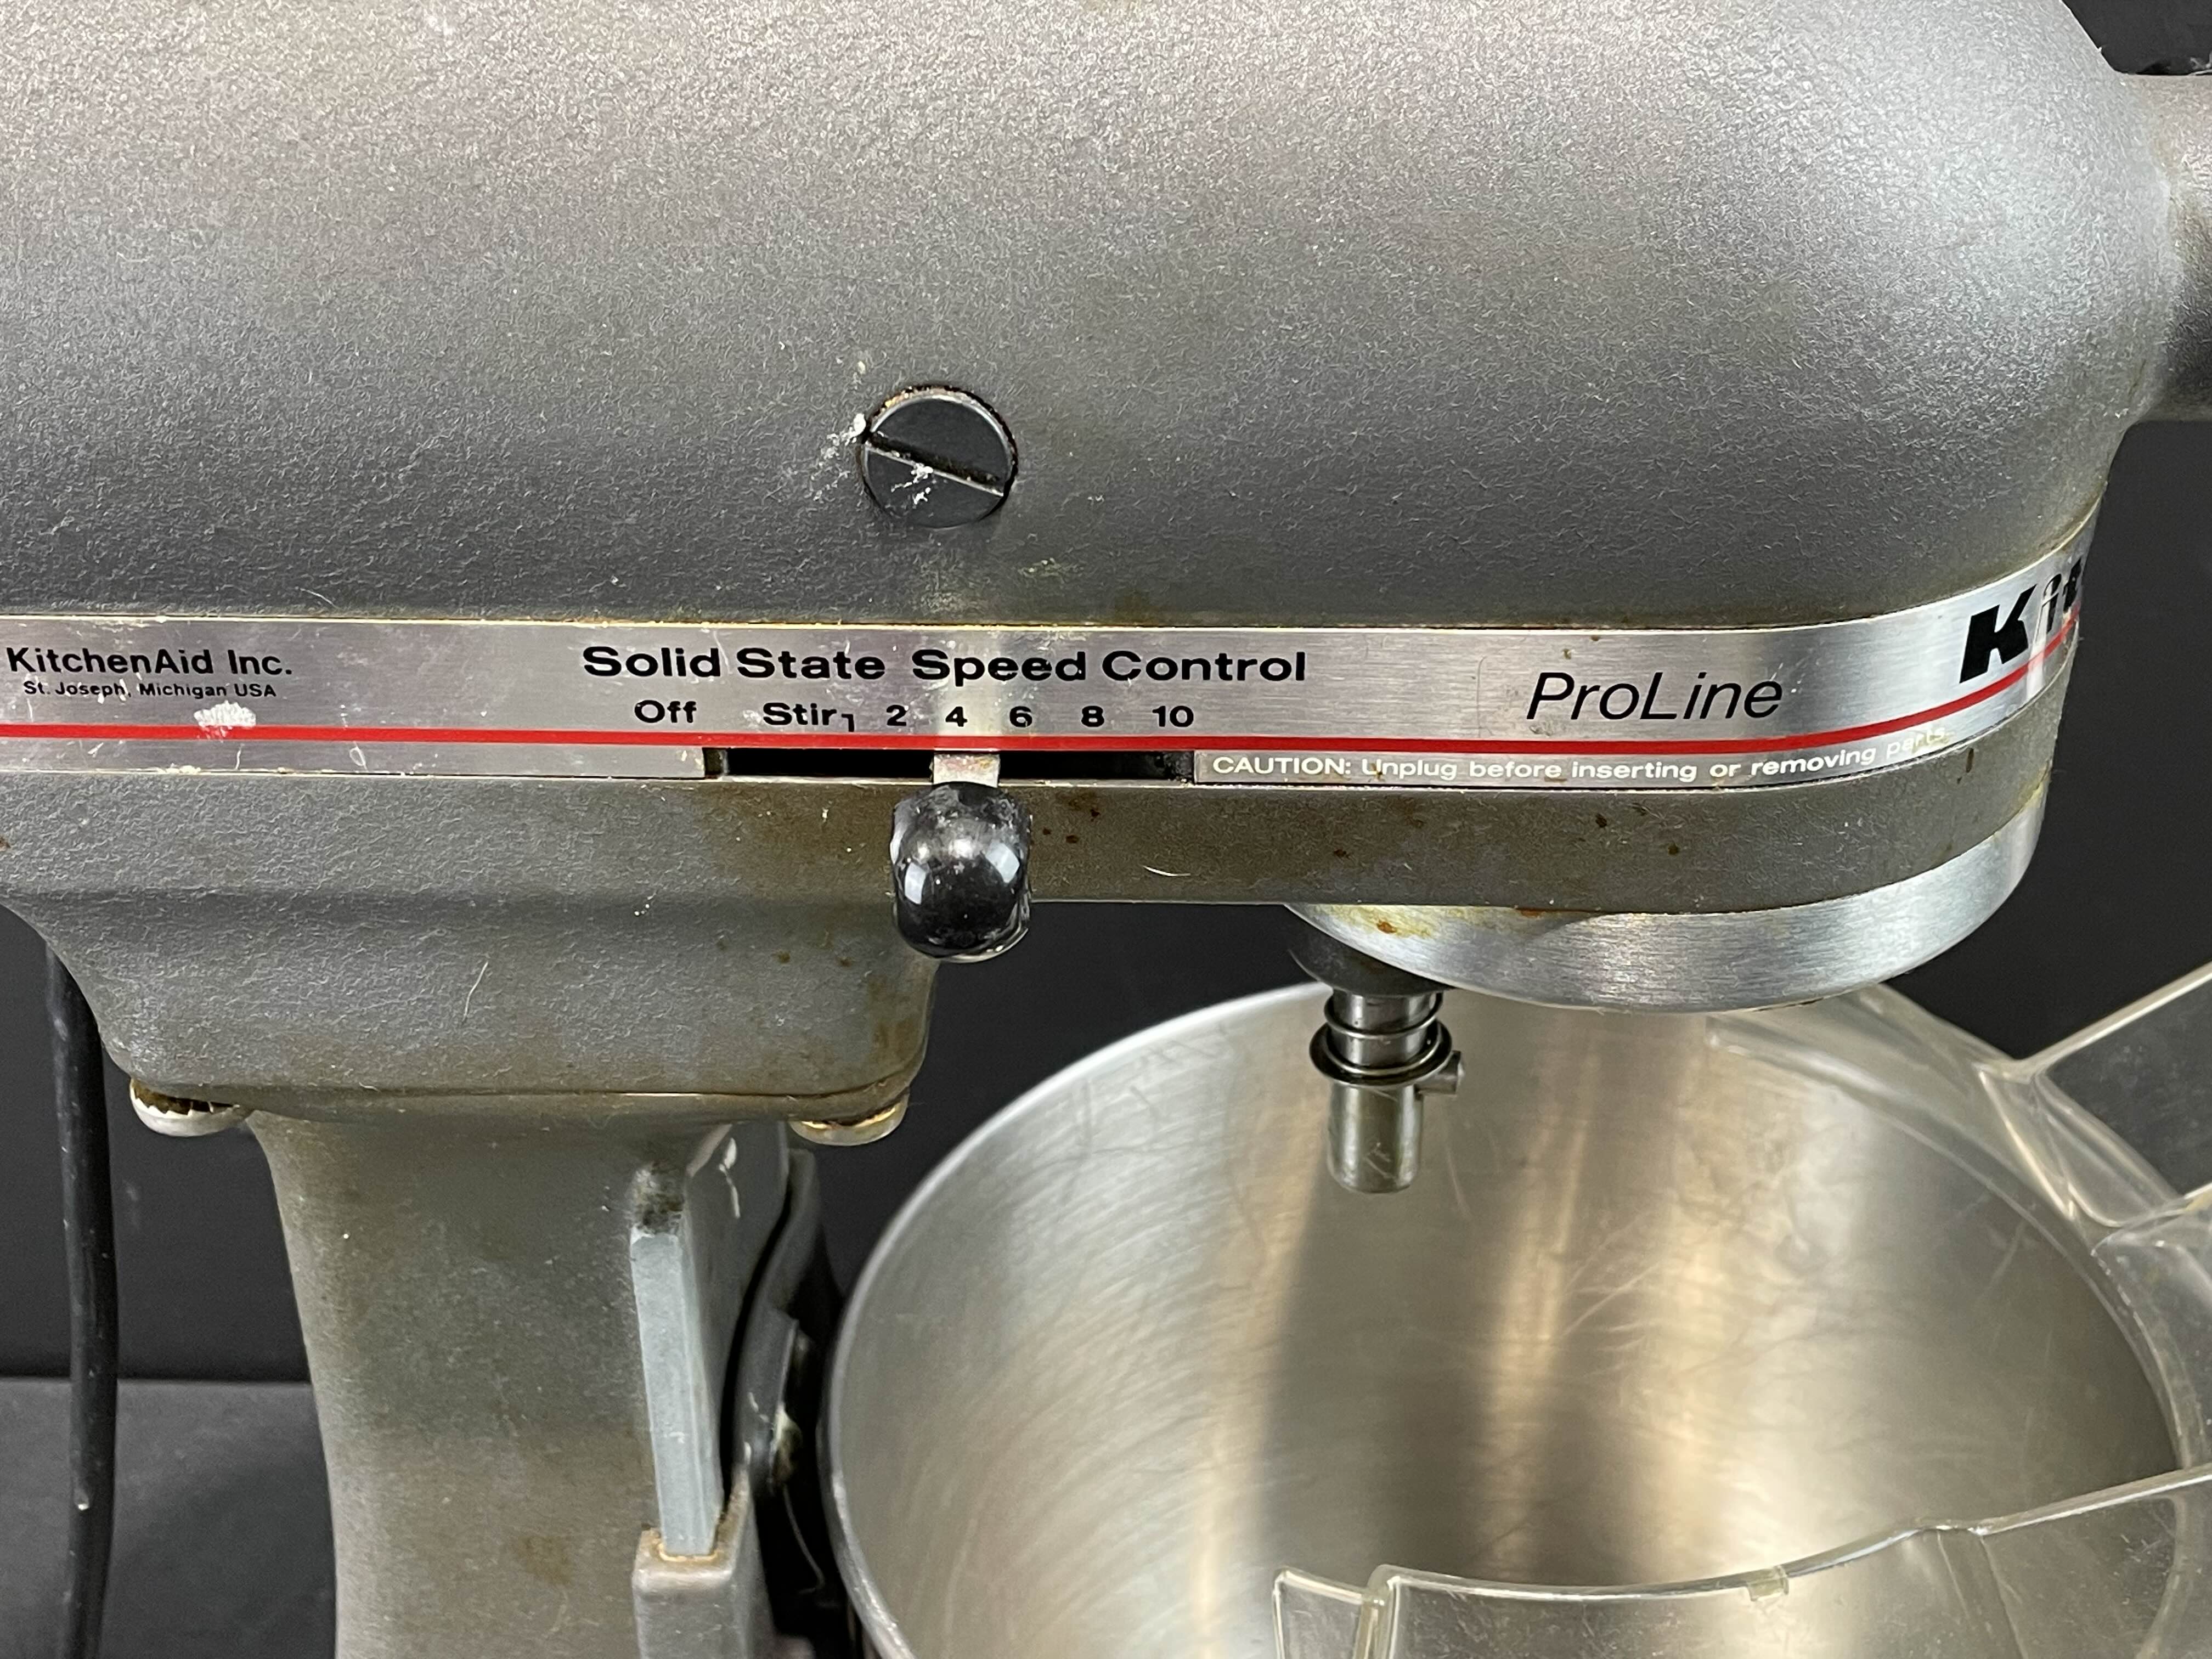 KitchenAid Inc.
St. Joseph, Michigan USA
Solid State Speed Control
Off Stir 1 2 4 6 8 10
ProLine
Kit
CAUTION: Unplug before inserting or removing parts.